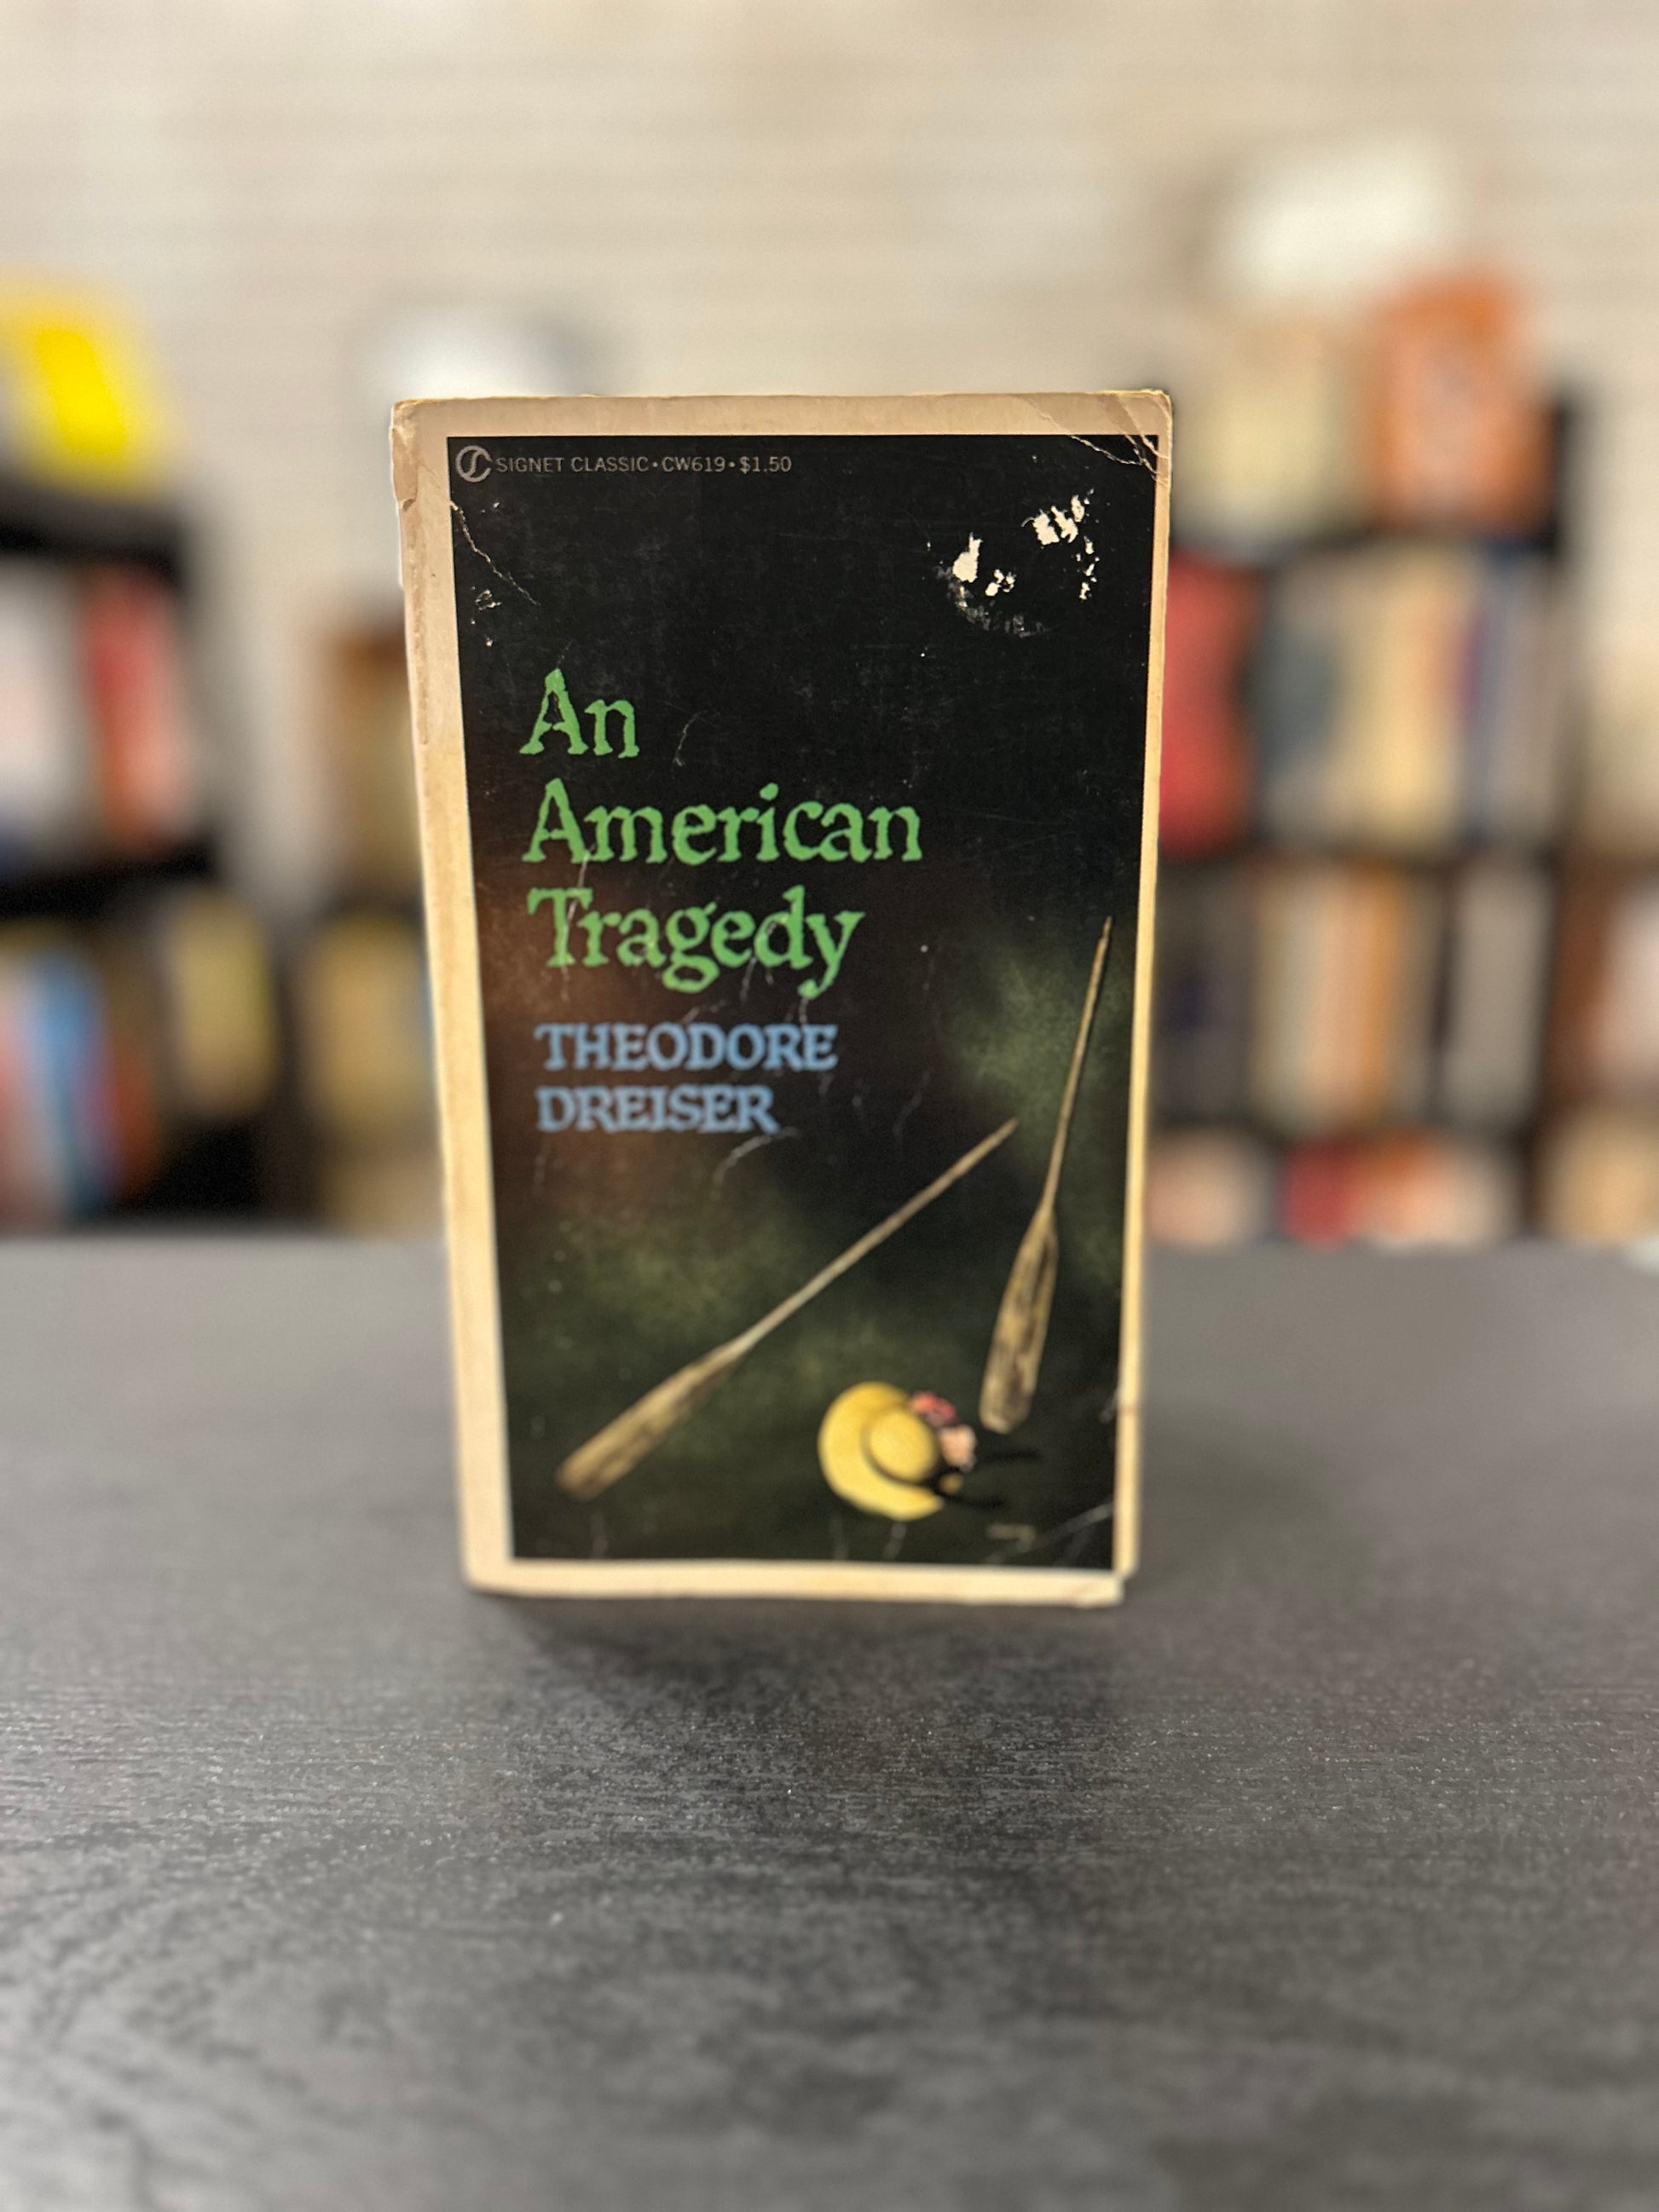 SIGNET CLASSIC • CW619 • $1.50
An
American
Tragedy
THEODORE
DREISER